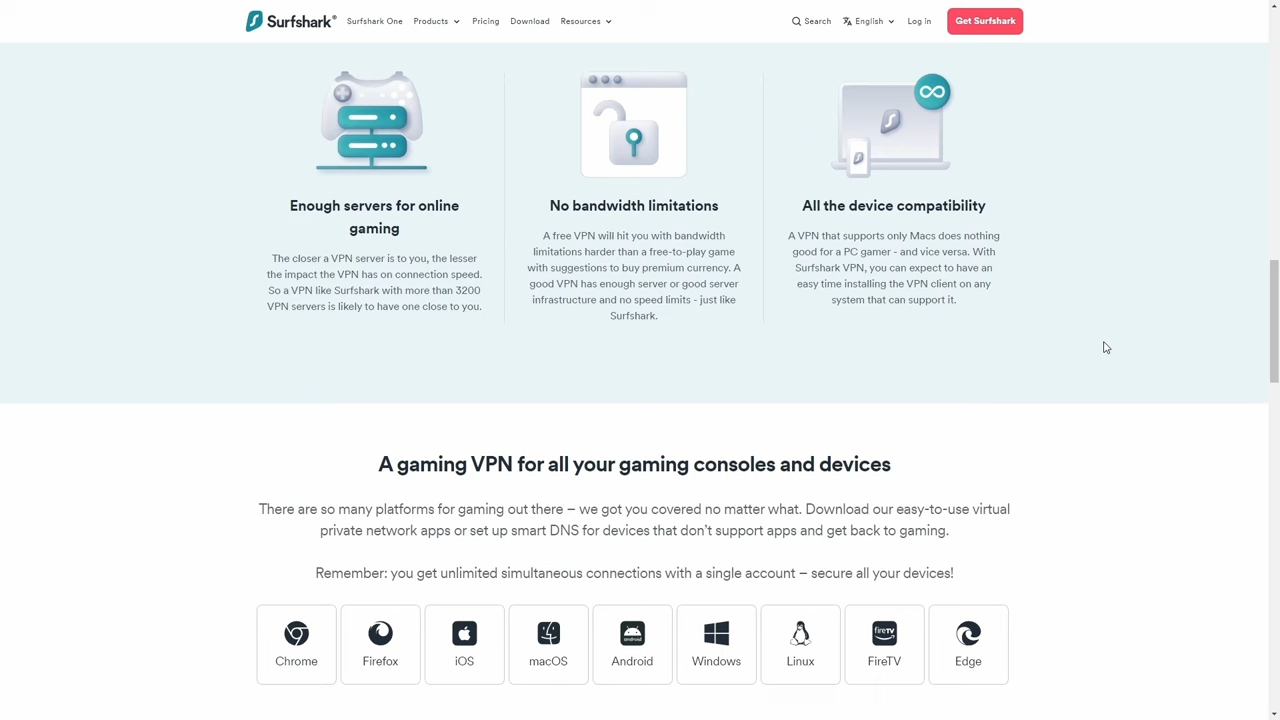 Surfshark® Surfshark One Products Pricing Download Resources Search English Log in Get Surfshark
Enough servers for online
gaming
The closer a VPN server is to you, the lesser
the impact the VPN has on connection speed.
So a VPN like Surfshark with more than 3200
VPN servers is likely to have one close to you.
No bandwidth limitations
A free VPN will hit you with bandwidth
limitations harder than a free-to-play game
with suggestions to buy premium currency. A
good VPN has enough server or good server
infrastructure and no speed limits - just like
Surfshark.
All the device compatibility
A VPN that supports only Macs does nothing
good for a PC gamer - and vice versa. With
Surfshark VPN, you can expect to have an
easy time installing the VPN client on any
system that can support it.
A gaming VPN for all your gaming consoles and devices
There are so many platforms for gaming out there – we got you covered no matter what. Download our easy-to-use virtual
private network apps or set up smart DNS for devices that don't support apps and get back to gaming.
Remember: you get unlimited simultaneous connections with a single account – secure all your devices!
android fireTV
Chrome Firefox iOS macOS Android Windows Linux FireTV Edge